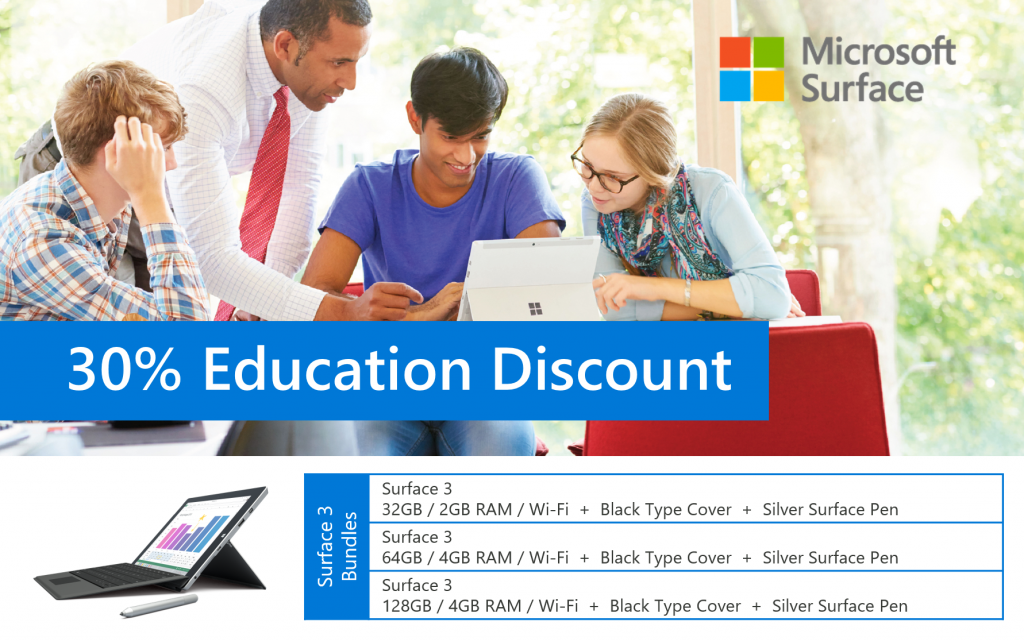 Microsoft
Surface
30% Education Discount
Surface 3
Bundles
Surface 3
32GB / 2GB RAM / Wi-Fi + Black Type Cover + Silver Surface Pen
Surface 3
64GB / 4GB RAM / Wi-Fi + Black Type Cover + Silver Surface Pen
Surface 3
128GB / 4GB RAM / Wi-Fi + Black Type Cover + Silver Surface Pen